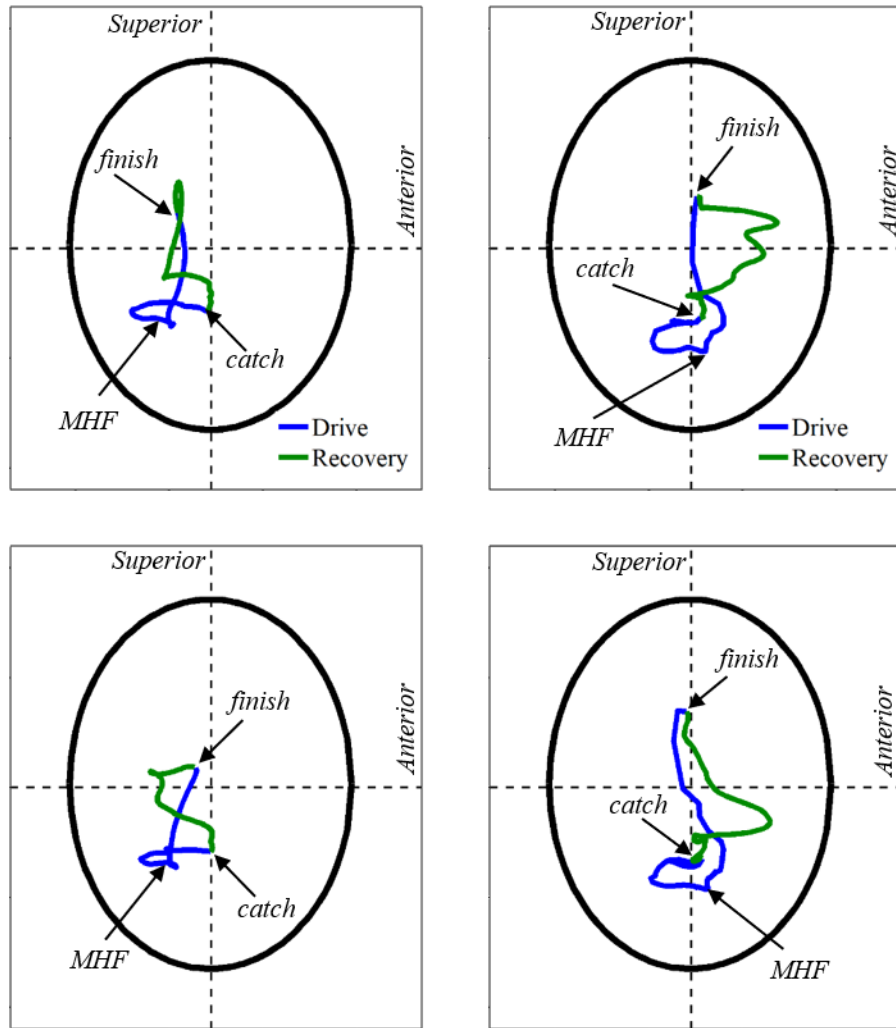 Superior
Anterior
finish
MHF
catch
Drive
Recovery
Superior
Anterior
finish
catch
MHF
Drive
Recovery
Superior
Anterior
finish
MHF
catch
Superior
Anterior
finish
catch
MHF